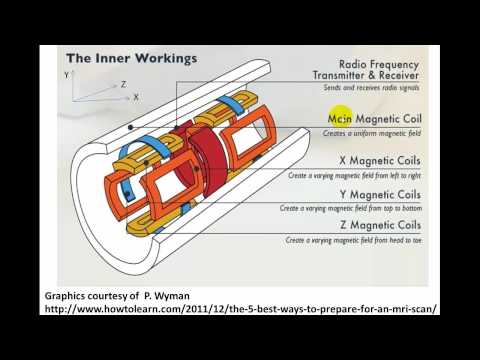 The Inner Workings
Y
Z
X
Radio Frequency
Transmitter & Receiver
Sends and receives radio signals
Main Magnetic Coil
Creates a uniform magnetic field
X Magnetic Coils
Create a varying magnetic field from left to right
Y Magnetic Coils
Create a varying magnetic field from top to bottom
Z Magnetic Coils
Create a varying magnetic field from head to toe
Graphics courtesy of P. Wyman
http://www.howtolearn.com/2011/12/the-5-best-ways-to-prepare-for-an-mri-scan/